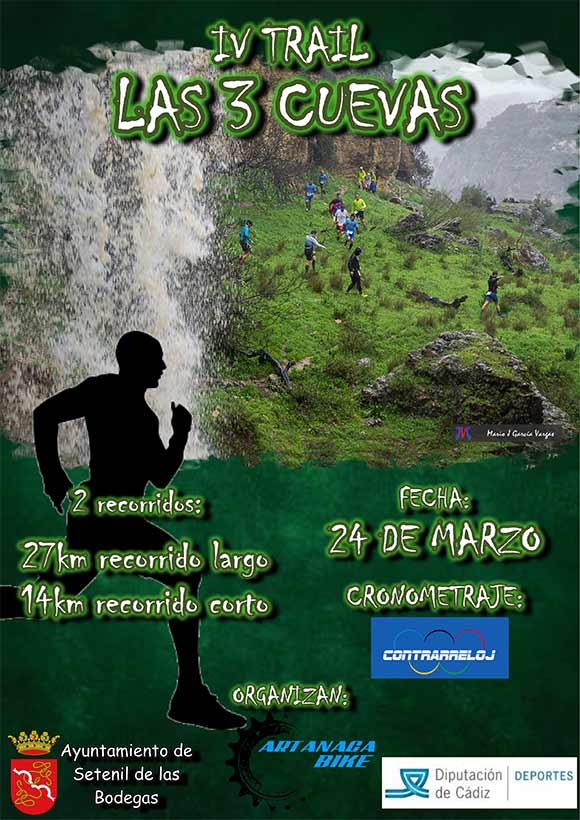 IV TRAIL
LAS 3 CUEVAS
Mario J García Vargas
2 recorridos:
27km recorrido largo
14km recorrido corto
FECHA:
24 DE MARZO
CRONOMETRAJE:
CONTRARRELOJ
ORGANIZAN:
Ayuntamiento de
Setenil de las
Bodegas
ARTANAGA
BIKE
Diputación
de Cádiz
DEPORTES